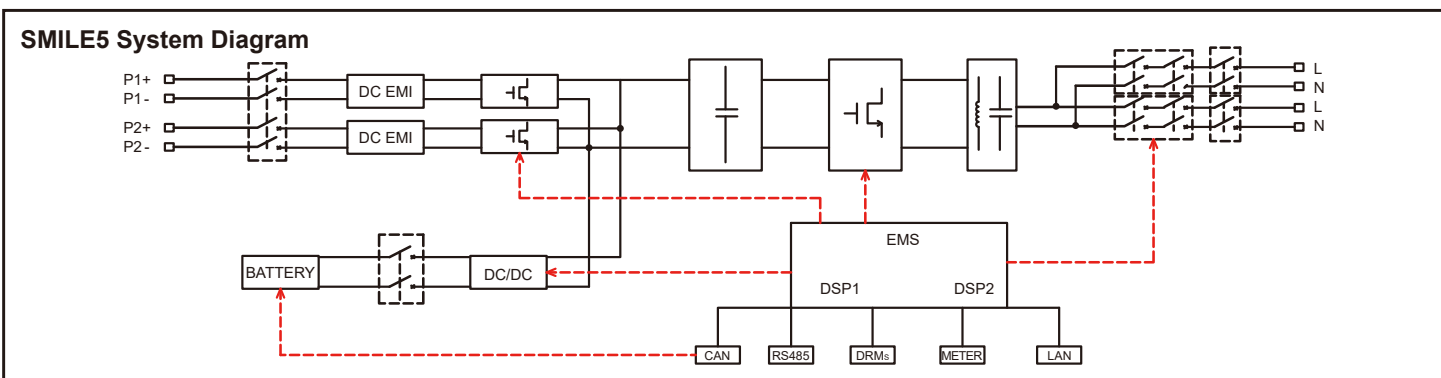 SMILE5 System Diagram
P1+
P1-
P2+
P2-
DC EMI
DC EMI
L
N
L
N
BATTERY
DC/DC
EMS
DSP1
DSP2
CAN
RS485
DRMs
METER
LAN